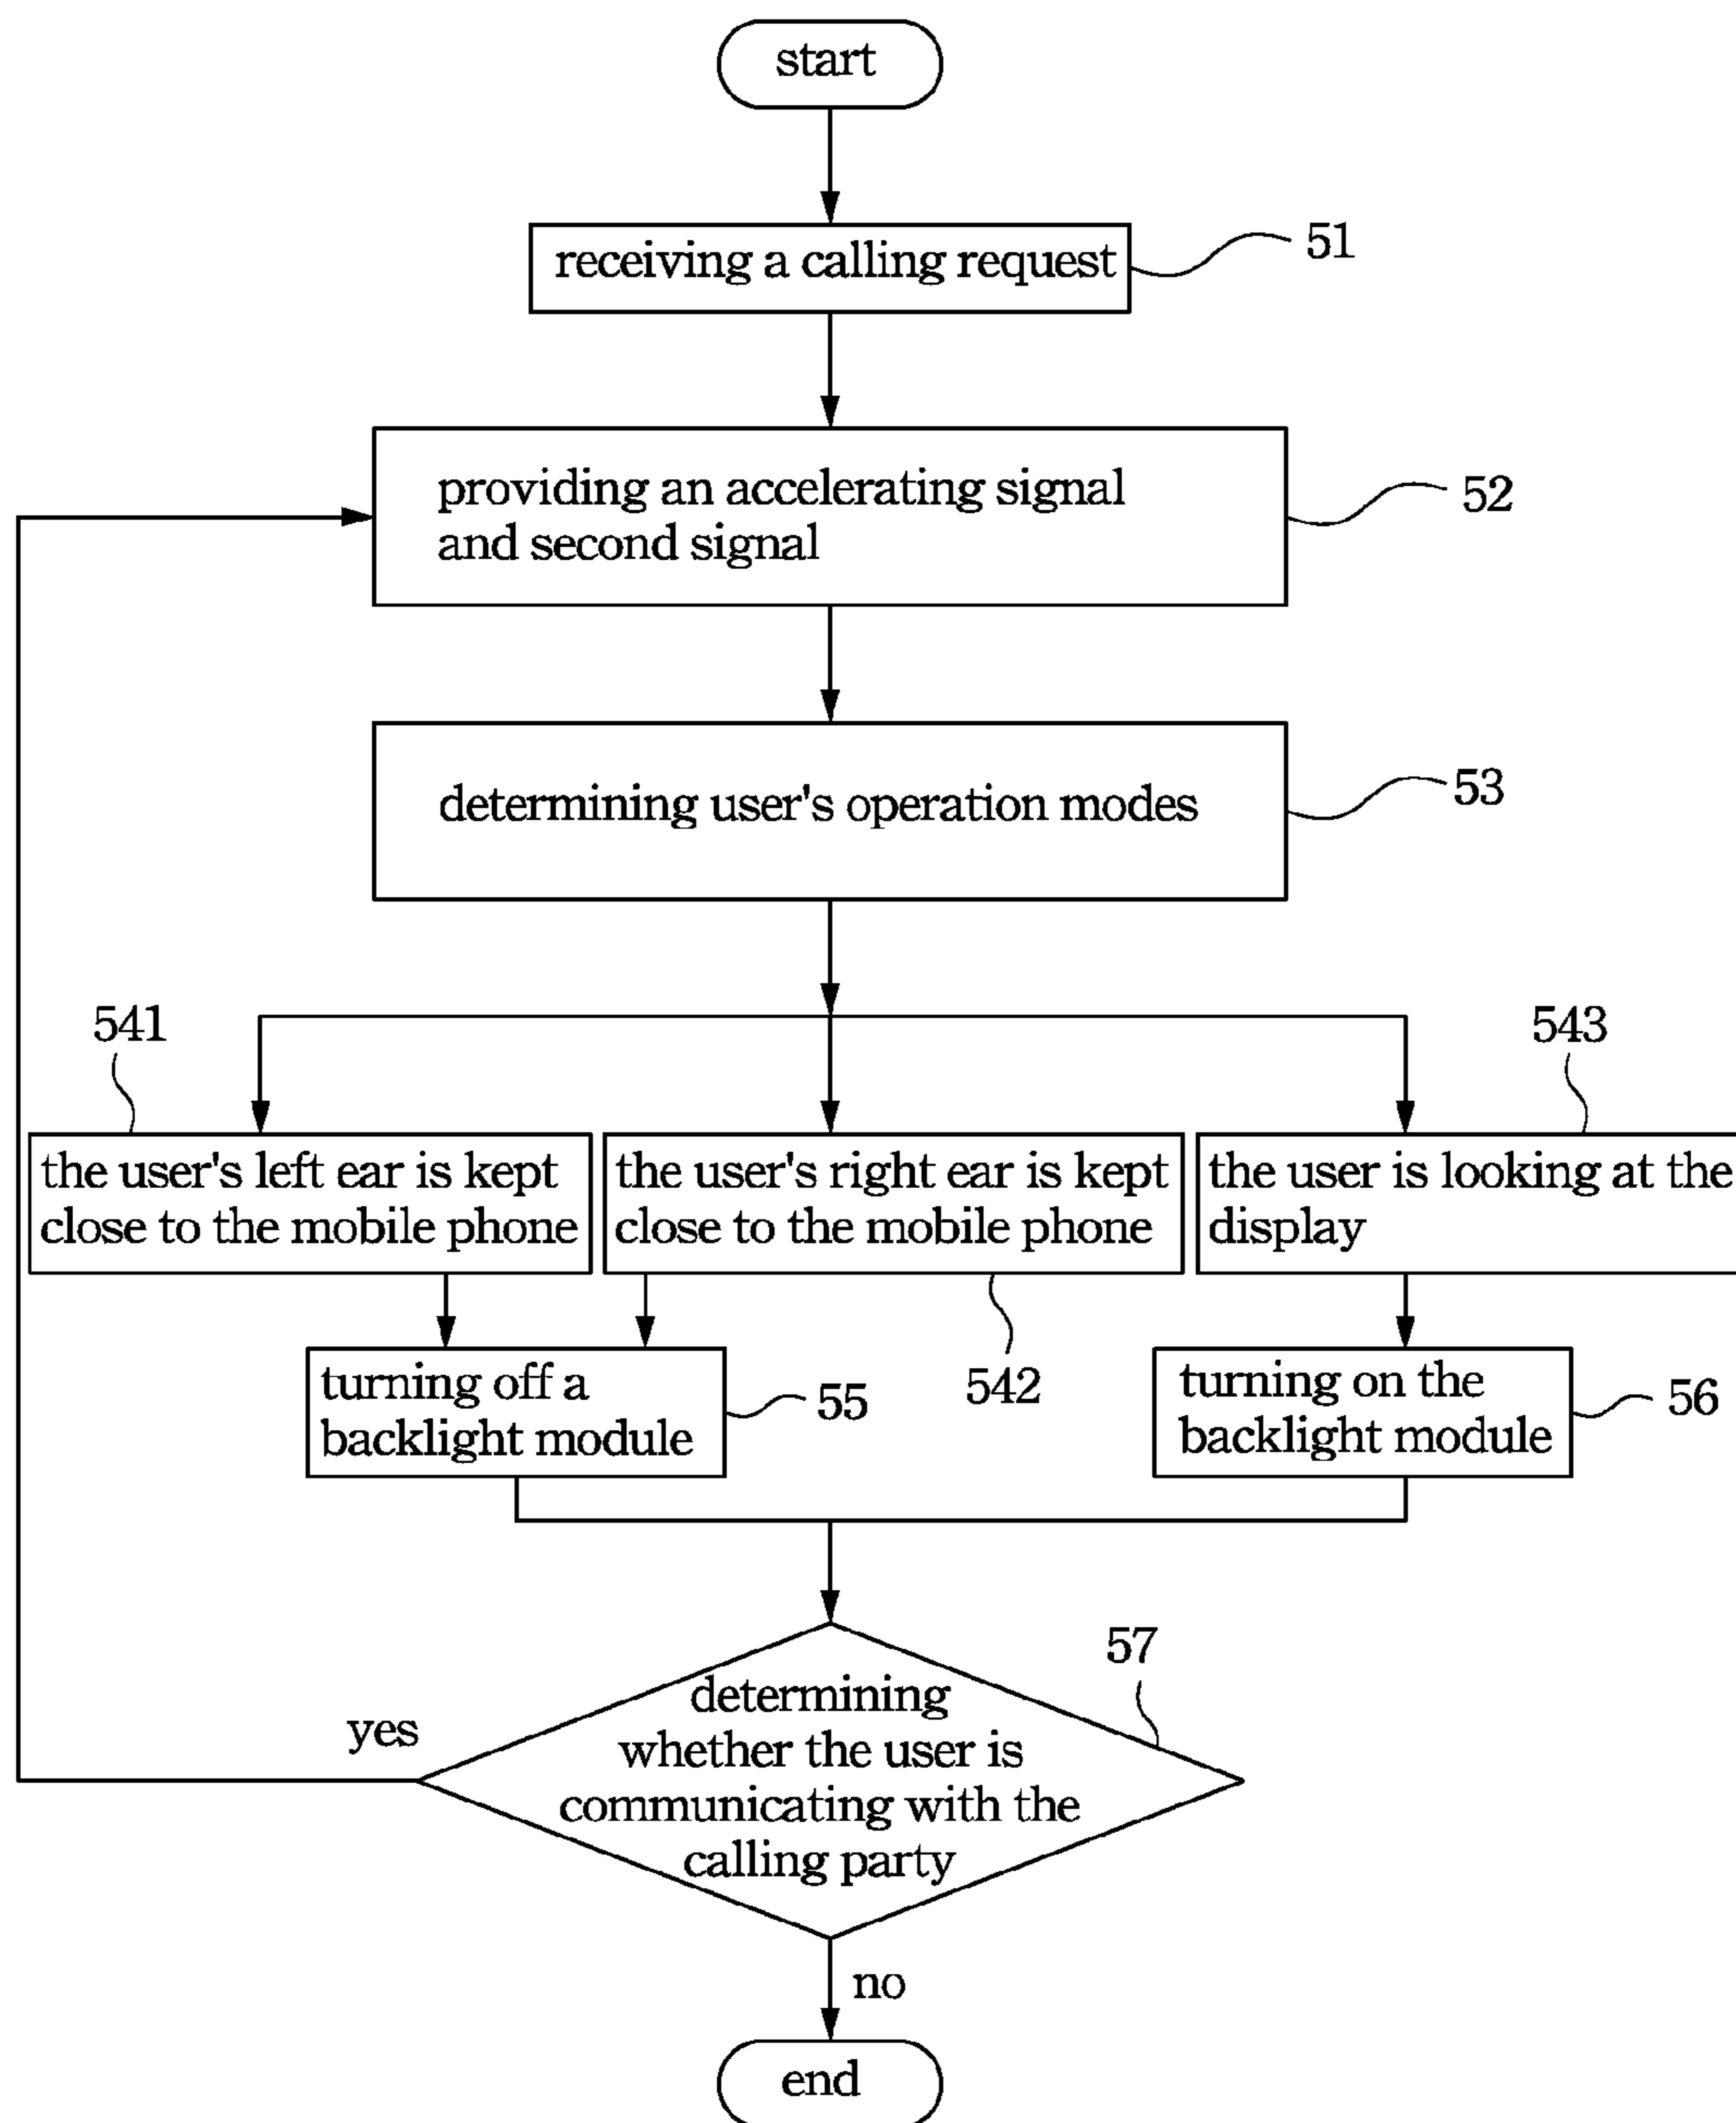 start
receiving a calling request
51
providing an accelerating signal
and second signal
52
determining user's operation modes
53
541
543
the user's left ear is kept
close to the mobile phone
the user's right ear is kept
close to the mobile phone
the user is looking at the
display
542
turning off a
backlight module
55
turning on the
backlight module
56
57
determining
whether the user is
communicating with the
calling party
yes
no
end